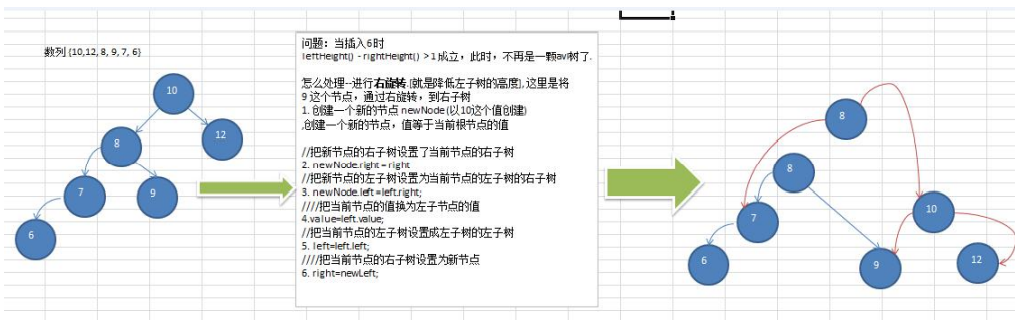 数列 {10,12, 8, 9, 7, 6}
10
8
12
7
9
6
问题：当插入6时
leftHeight() - rightHeight() >1成立，此时，不再是一颗avl树了.
怎么处理--进行右旋转.[就是降低左子树的高度],这里是将
9 这个节点，通过右旋转，到右子树
1. 创建一个新的节点 newNode (以10这个值创建)
,创建一个新的节点，值等于当前根节点的值
//把新节点的右子树设置了当前节点的右子树
2. newNode.right = right
//把新节点的左子树设置为当前节点的左子树的右子树
3. newNode.left =left.right;
////把当前节点的值换为左子节点的值
4.value=left.value;
//把当前节点的左子树设置成左子树的左子树
5. left=left.left;
////把当前节点的右子树设置为新节点
6. right=newLeft;
8
8
7
10
6
9
12